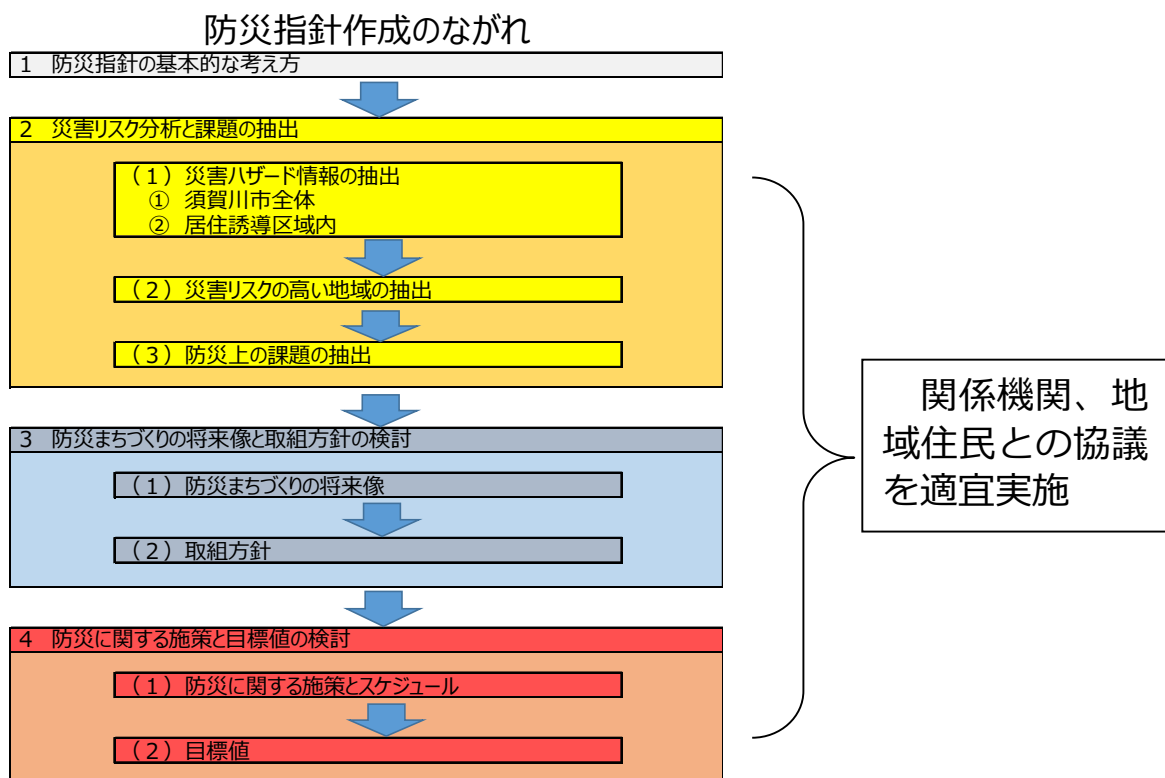 防災指針作成のながれ
1 防災指針の基本的な考え方
2 災害リスク分析と課題の抽出
(1)災害ハザード情報の抽出
① 須賀川市全体
② 居住誘導区域内
(2)災害リスクの高い地域の抽出
(3)防災上の課題の抽出
3 防災まちづくりの将来像と取組方針の検討
(1)防災まちづくりの将来像
(2)取組方針
4 防災に関する施策と目標値の検討
(1)防災に関する施策とスケジュール
(2)目標値
関係機関、地
域住民との協議
を適宜実施